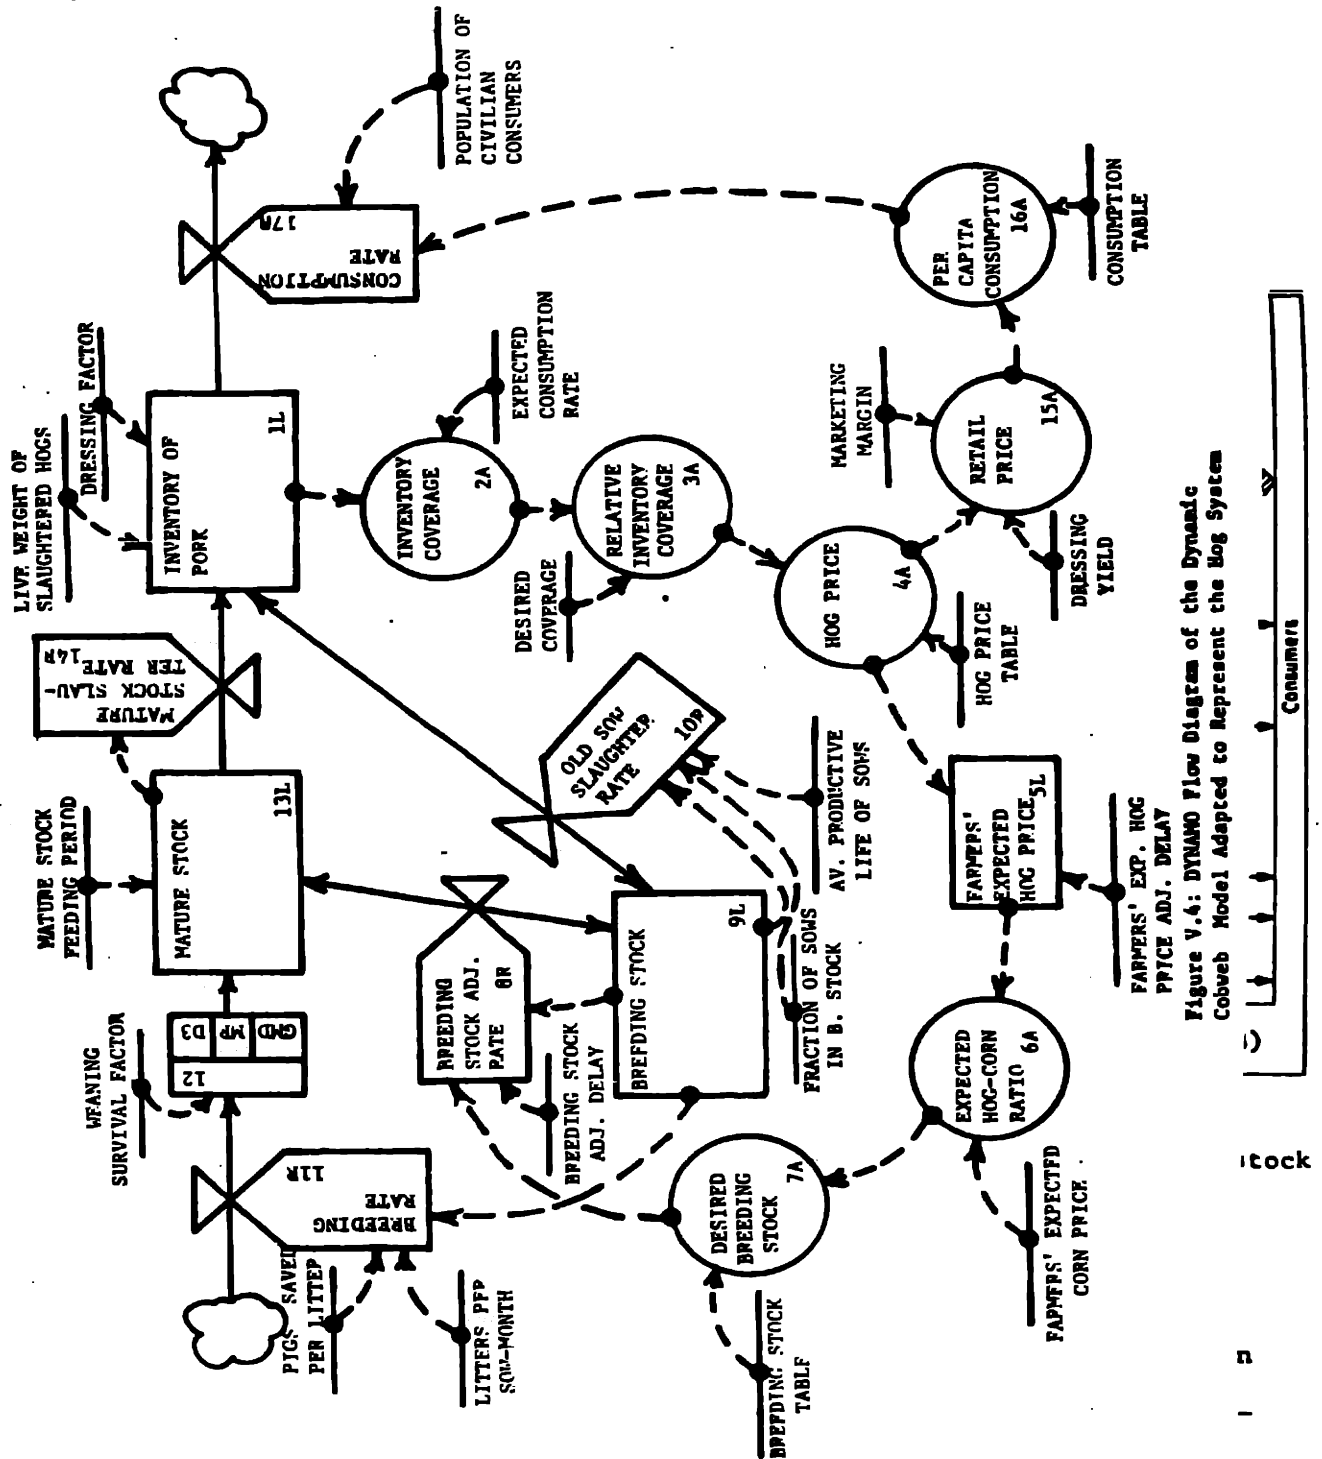 LIVE WEIGHT OF
SLAUGHTERED HOGS
DRESSING FACTOR
POPULATION OF
CIVILIAN
CONSUMERS
MATURE
STOCK SLAU-
TER RATE
14R
INVENTORY OF
PORK
1L
CONSUMPTION
RATE
17R
MATURE STOCK
FEEDING PERIOD
MATURE STOCK
13L
WEANING
SURVIVAL FACTOR
12
D3
MP
GMD
BREEDING
RATE
11R
PIGS SAVED
PER LITTER
LITTERS PER
SOW-MONTH
INVENTORY
COVERAGE
2A
EXPECTED
CONSUMPTION
RATE
DESIRED
COVERAGE
RELATIVE
INVENTORY
COVERAGE
3A
OLD SOW
SLAUGHTER
RATE
10R
BREEDING
STOCK ADJ.
RATE
8R
BREEDING STOCK
ADJ. DELAY
BREEDING STOCK
9L
FRACTION OF SOWS
IN B. STOCK
AV. PRODUCTIVE
LIFE OF SOWS
DESIRED
BREEDING
STOCK
7A
BREEDING STOCK
TABLE
HOG PRICE
4A
HOG PRICE
TABLE
MARKETING
MARGIN
RETAIL
PRICE
15A
DRESSING
YIELD
PER
CAPITA
CONSUMPTION
16A
CONSUMPTION
TABLE
FARMERS'
EXPECTED
HOG PRICE
5L
FARMERS' EXP. HOG
PRICE ADJ. DELAY
EXPECTED
HOG-CORN
RATIO
6A
FARMERS' EXPECTED
CORN PRICE
Figure V.4: DYNAMO Flow Diagram of the Dynamic
Cobweb Model Adapted to Represent the Hog System
Consumers
tock
n